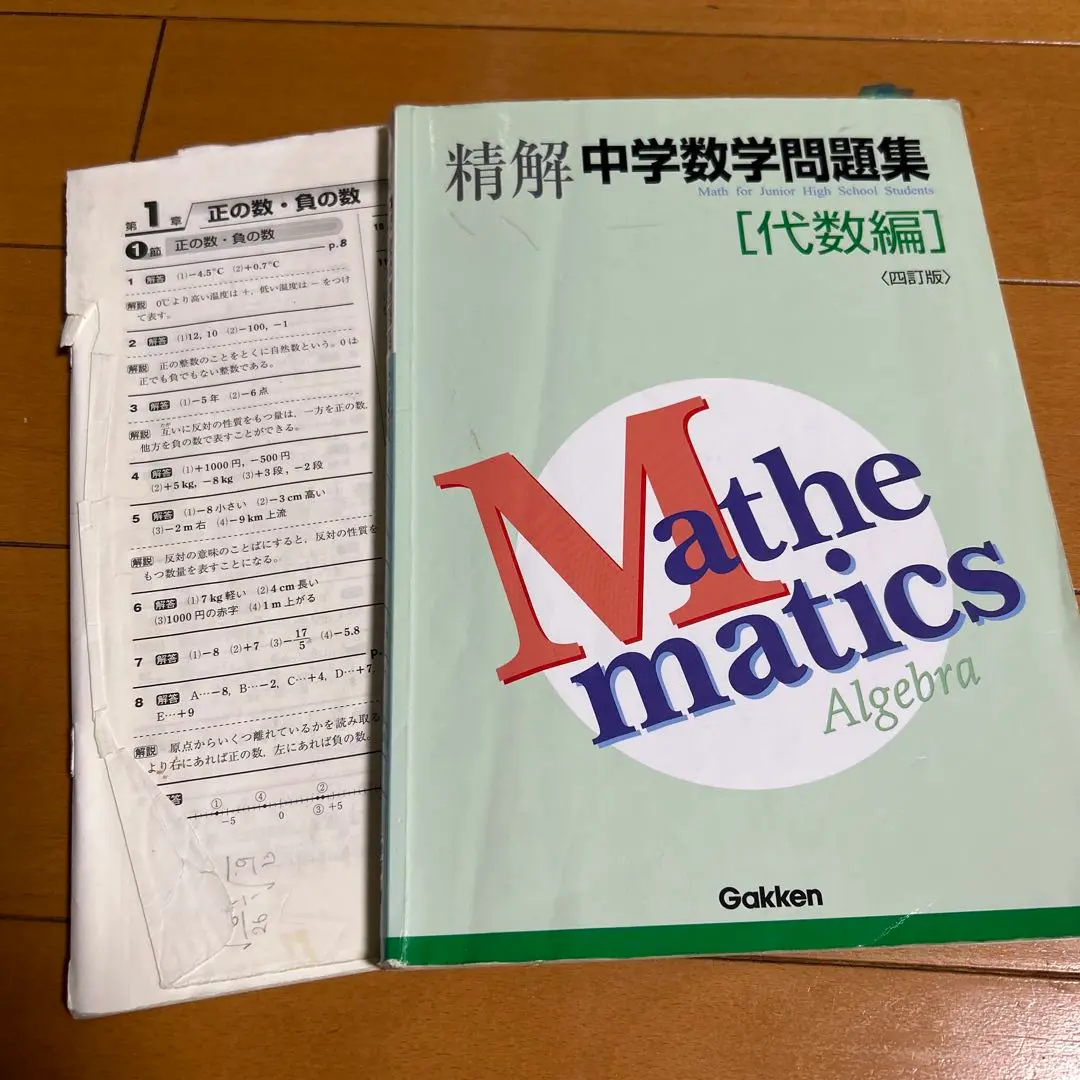 第1章 正の数・負の数
1節 正の数・負の数
p.8
1 解答 (1)−4.5℃ (2)+0.7℃
解説 0℃より高い温度は +, 低い温度は − をつけ
て表す。
2 解答 (1)12, 10 (2)−100, −1
解説 正の整数のことをとくに自然数という。0は
正でも負でもない整数である。
3 解答 (1)−5年 (2)−6点
解説 互いに反対の性質をもつ量は, 一方を正の数,
他方を負の数で表すことができる。
4 解答 (1)+1000円, −500円
(2)+5kg, −8kg (3)+3段, −2段
5 解答 (1)−8小さい (2)−3cm高い
(3)−2m右 (4)−9km上流
解説 反対の意味のことばにすると, 反対の性質を
もつ数量を表すことになる。
6 解答 (1)7kg軽い (2)4cm長い
(3)1000円の赤字 (4)1m上がる
7 解答 (1)−8 (2)+7 (3)−17/5 (4)−5.8
p.
8 解答 A…−8, B…−2, C…+4, D…+7,
E…+9
解説 原点からいくつ離れているかを読み取る
より右にあれば正の数, 左にあれば負の数。
答
① ④ ②
−5 0 ③ +5
精解 中学数学問題集
Math for Junior High School Students
[代数編]
〈四訂版〉
Mathe
matics
Algebra
Gakken